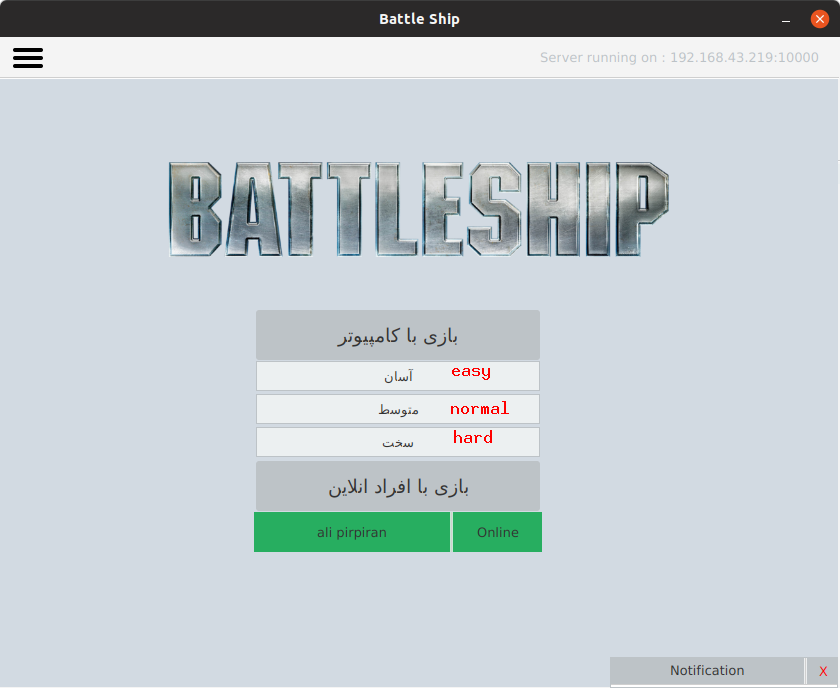 Battle Ship
Server running on : 192.168.43.219:10000
BATTLESHIP
بازی با کامپیوتر
آسان easy
متوسط normal
سخت hard
بازی با افراد انلاین
ali pirpiran Online
Notification X